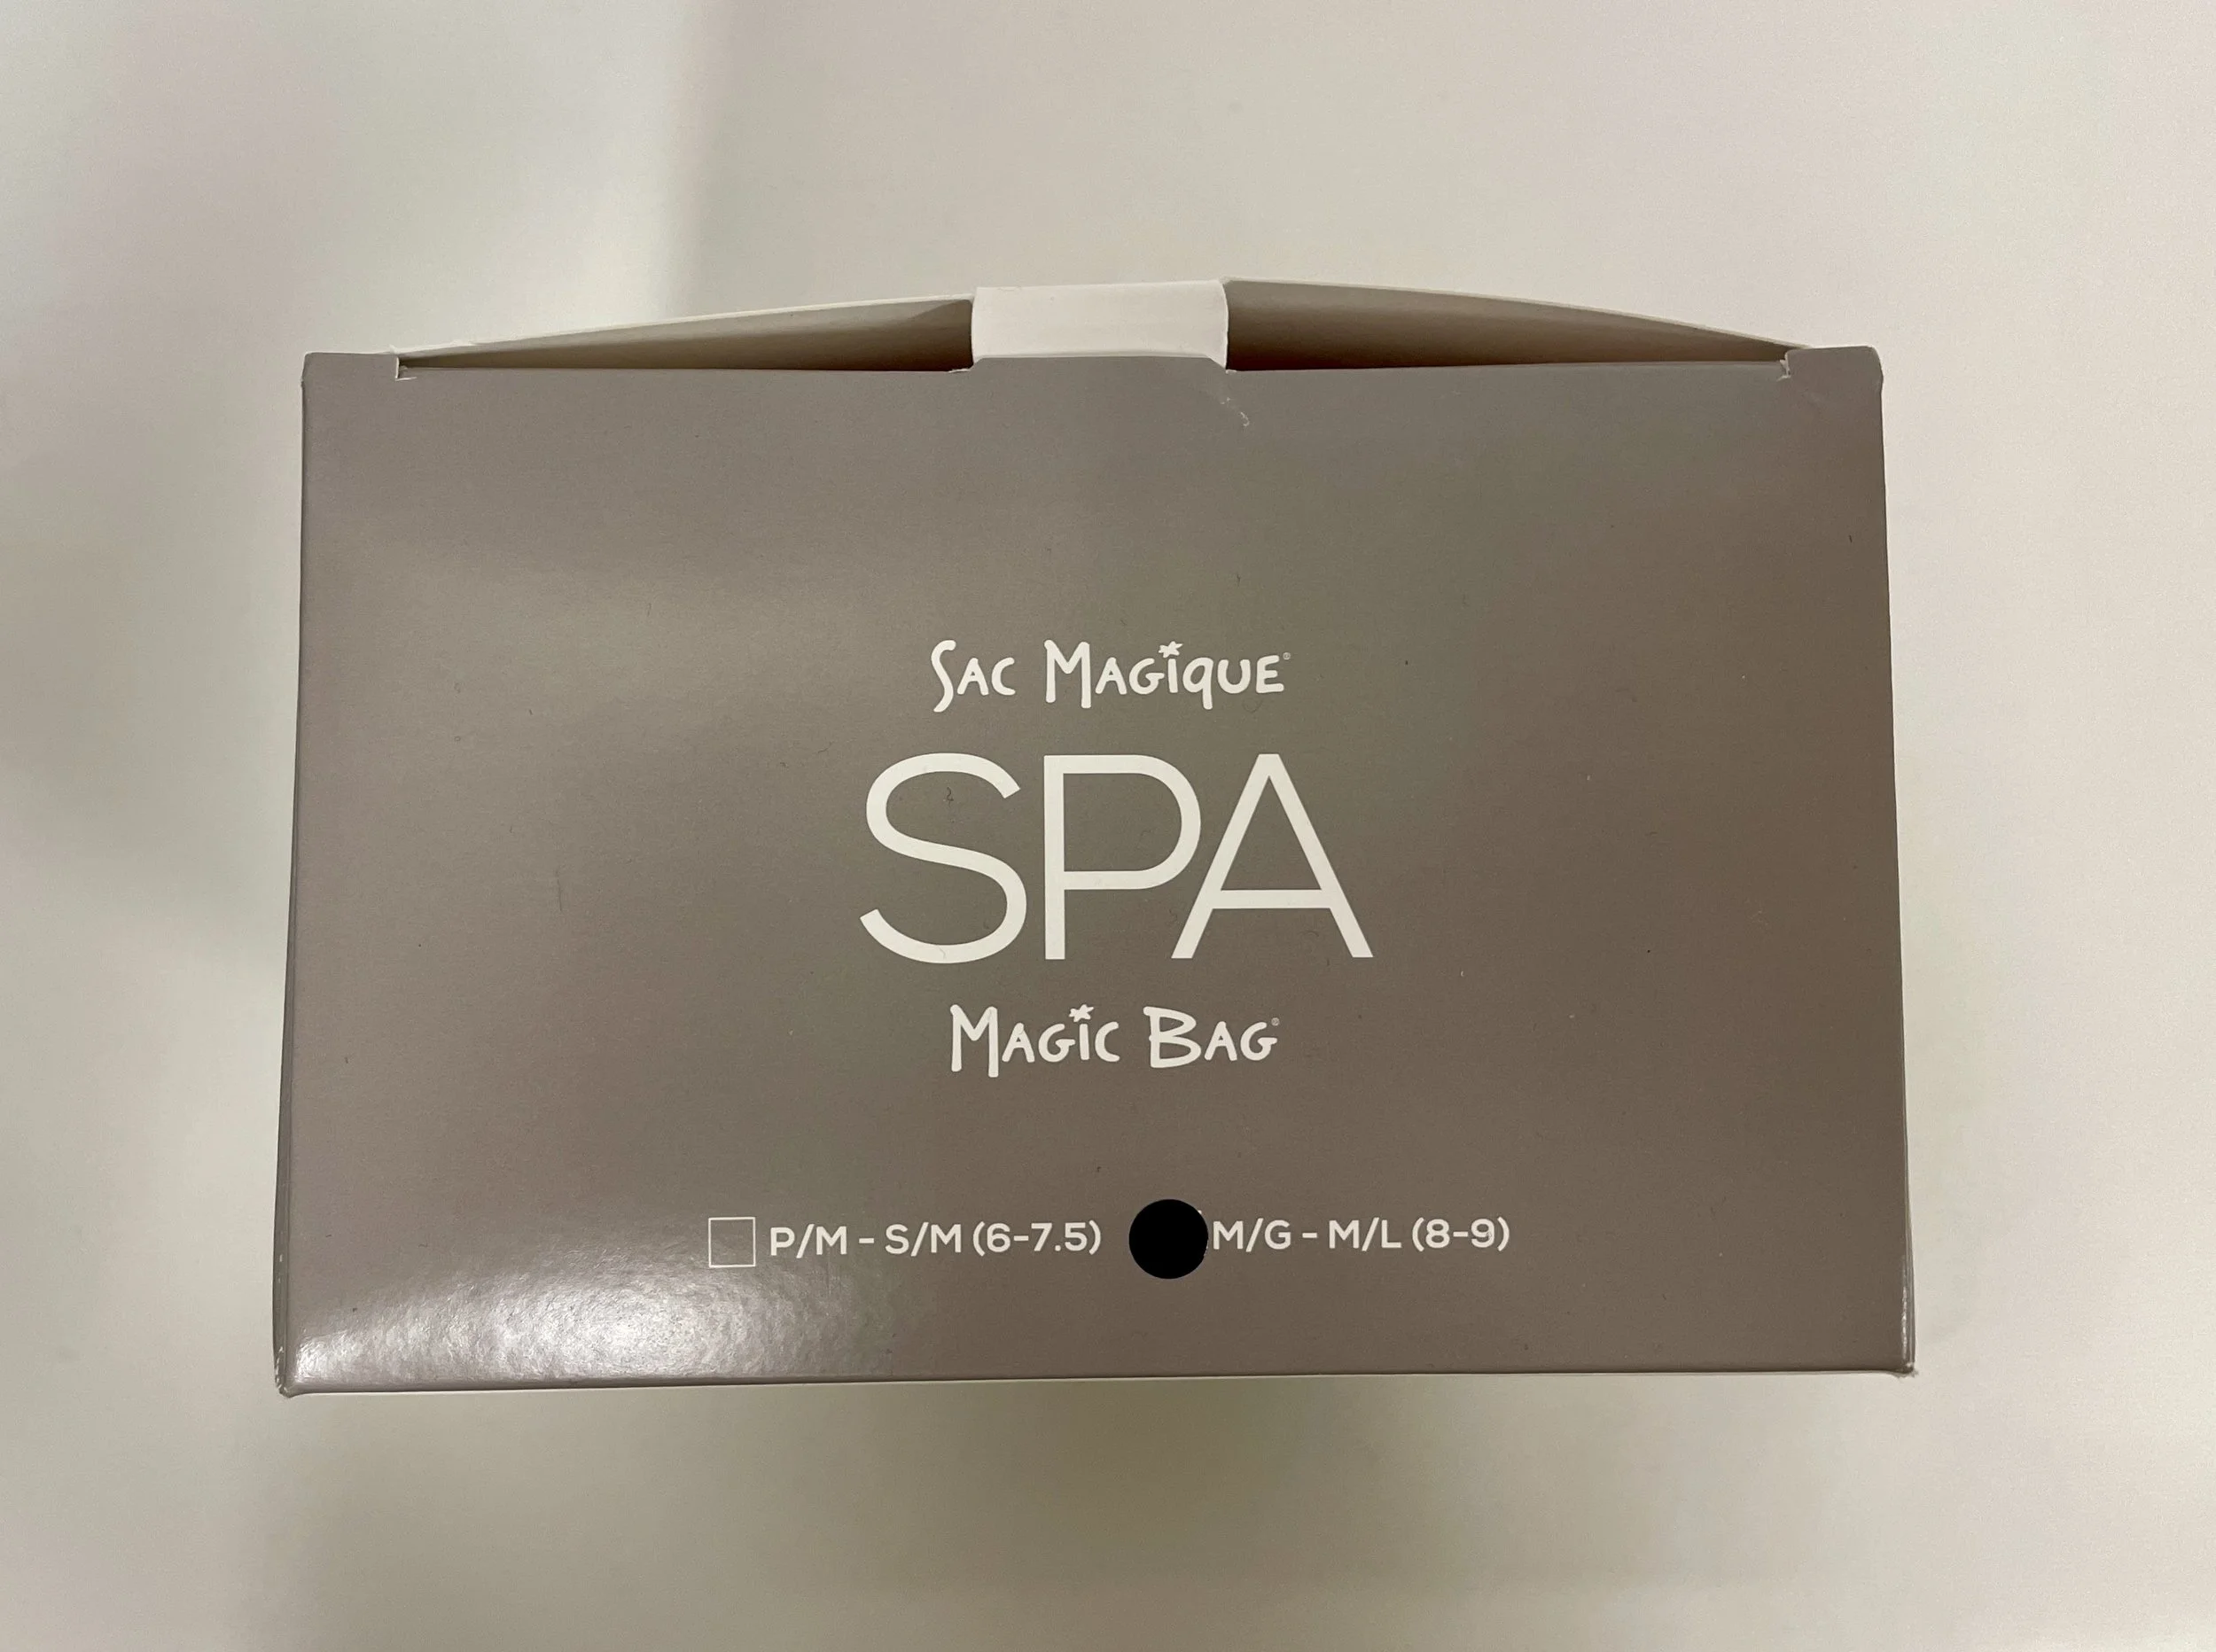 Sac Magique®
SPA
Magic Bag®
P/M - S/M (6-7.5) M/G - M/L (8-9)